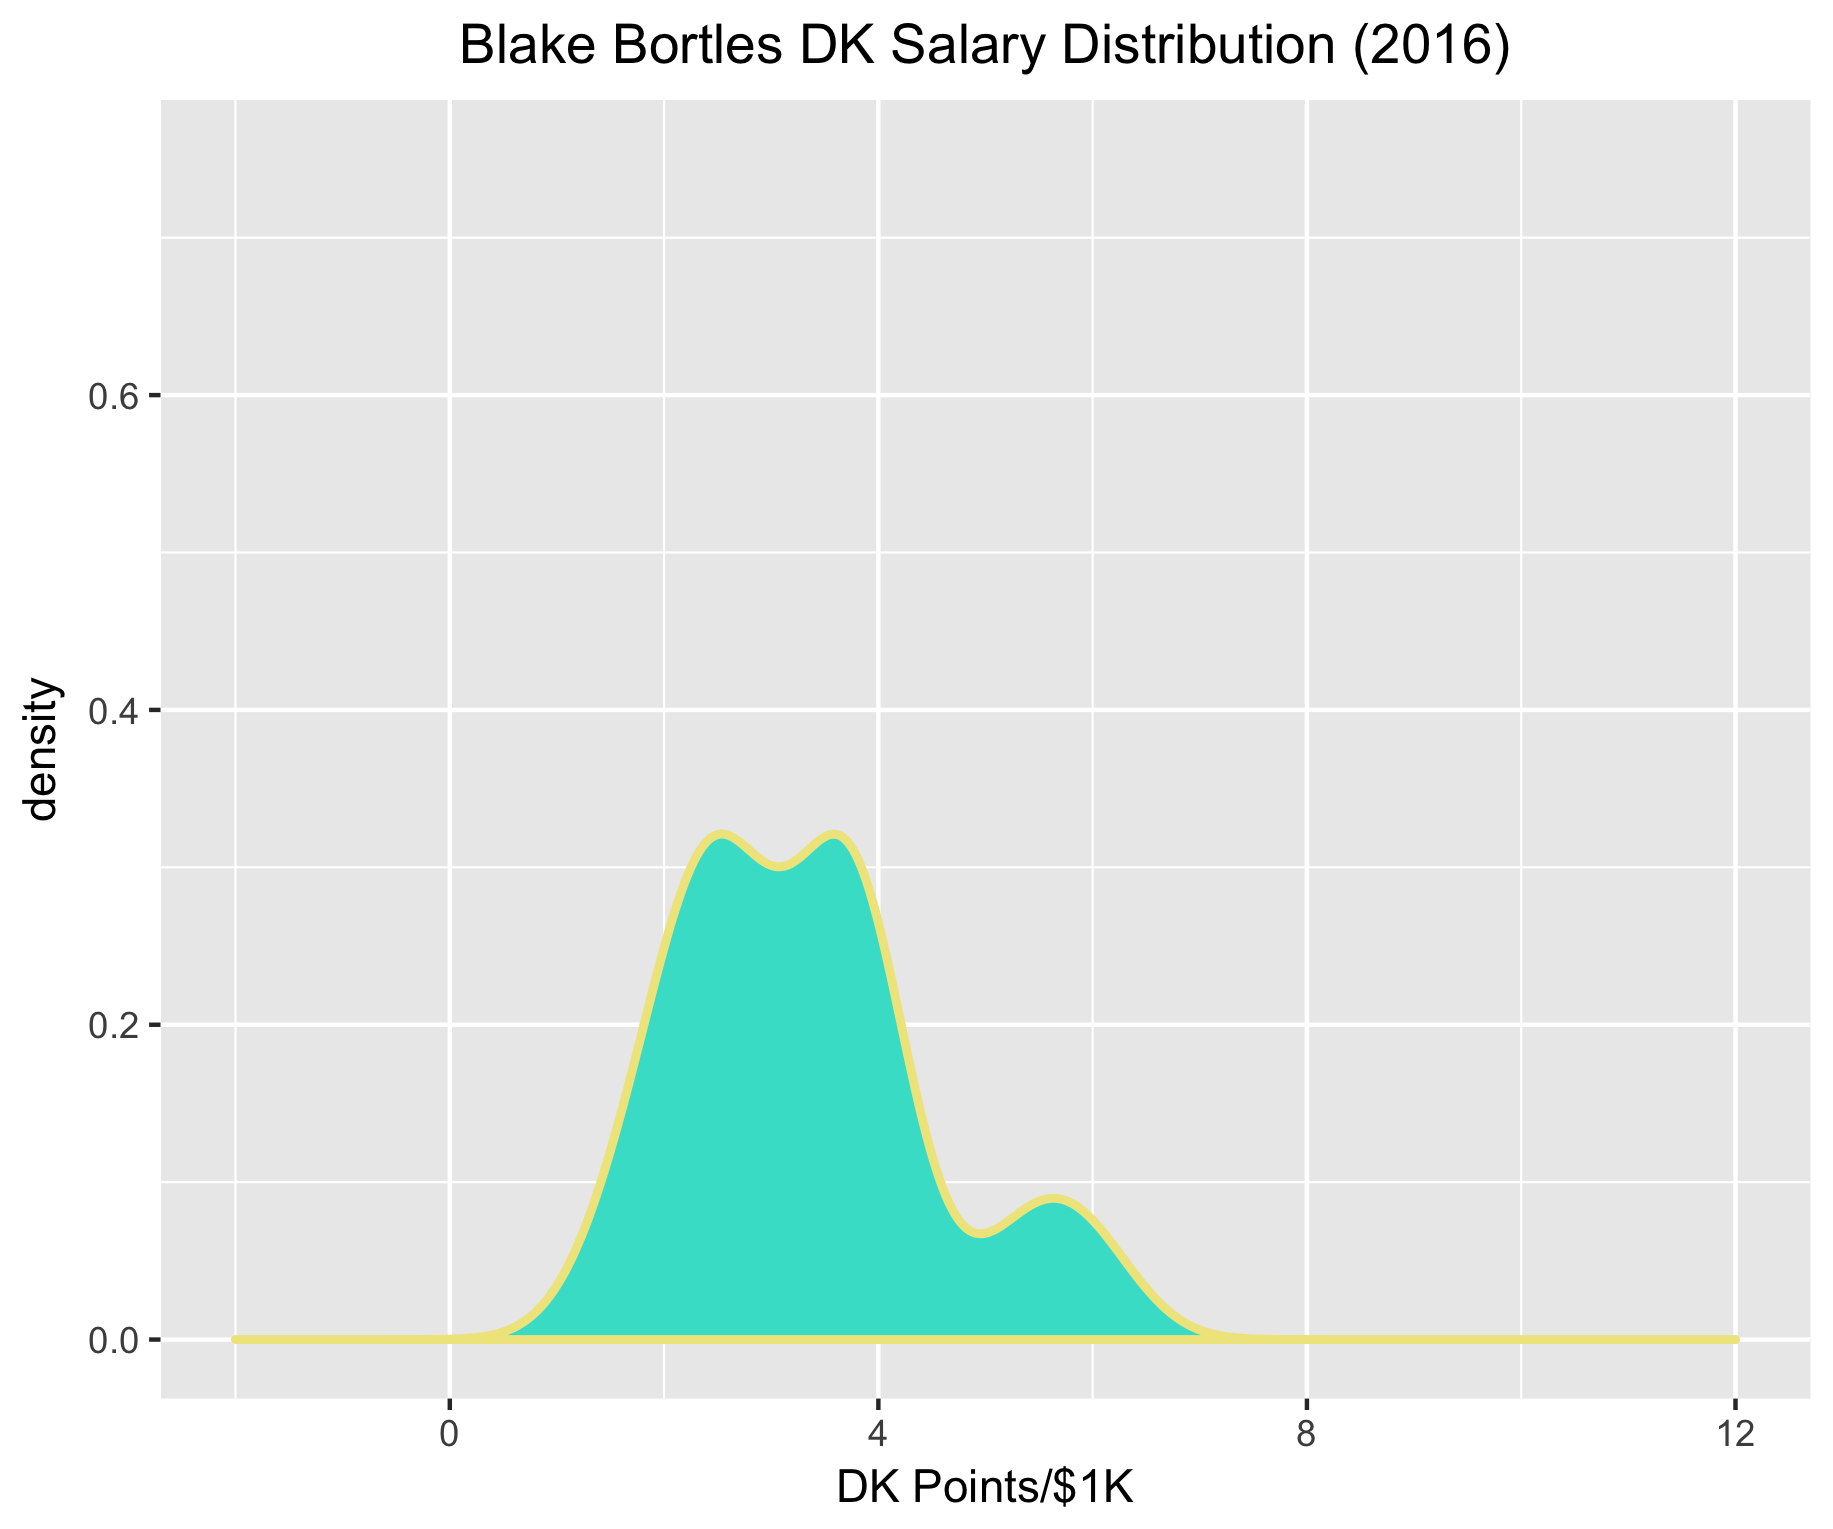 Blake Bortles DK Salary Distribution (2016)
0.6
0.4
0.2
0.0
density
0 4 8 12
DK Points/$1K